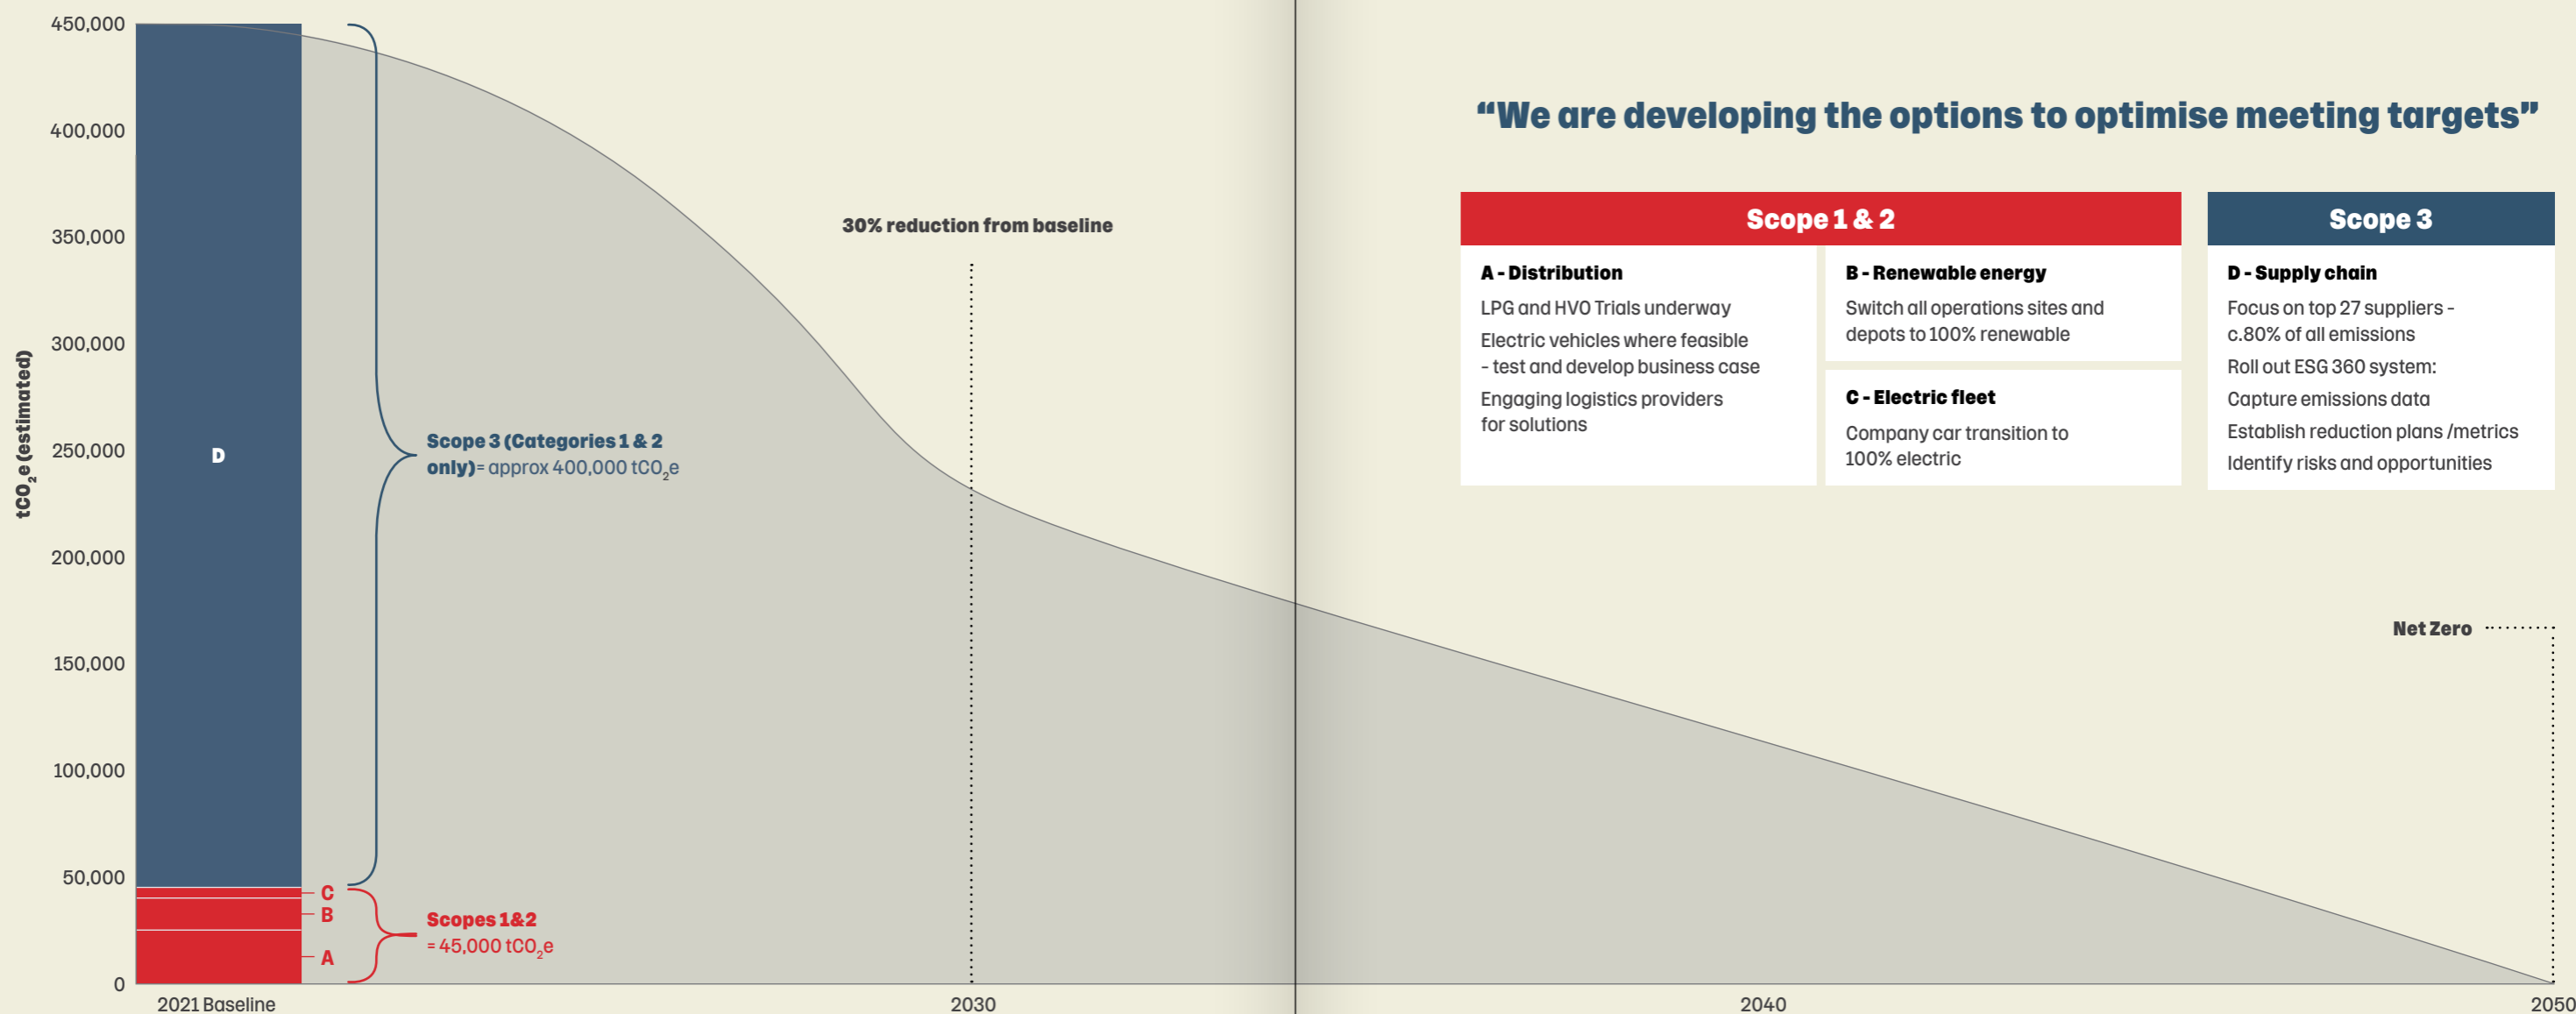 450,000
400,000
350,000
300,000
250,000
200,000
150,000
100,000
50,000
0
tCO₂e (estimated)
D
C
B
A
Scope 3 (Categories 1 & 2
only)= approx 400,000 tCO₂e
Scopes 1&2
= 45,000 tCO₂e
30% reduction from baseline
2021 Baseline
2030
2040
2050
Net Zero
“We are developing the options to optimise meeting targets”
Scope 1 & 2
A - Distribution
LPG and HVO Trials underway
Electric vehicles where feasible
- test and develop business case
Engaging logistics providers
for solutions
B - Renewable energy
Switch all operations sites and
depots to 100% renewable
C - Electric fleet
Company car transition to
100% electric
Scope 3
D - Supply chain
Focus on top 27 suppliers -
c.80% of all emissions
Roll out ESG 360 system:
Capture emissions data
Establish reduction plans /metrics
Identify risks and opportunities